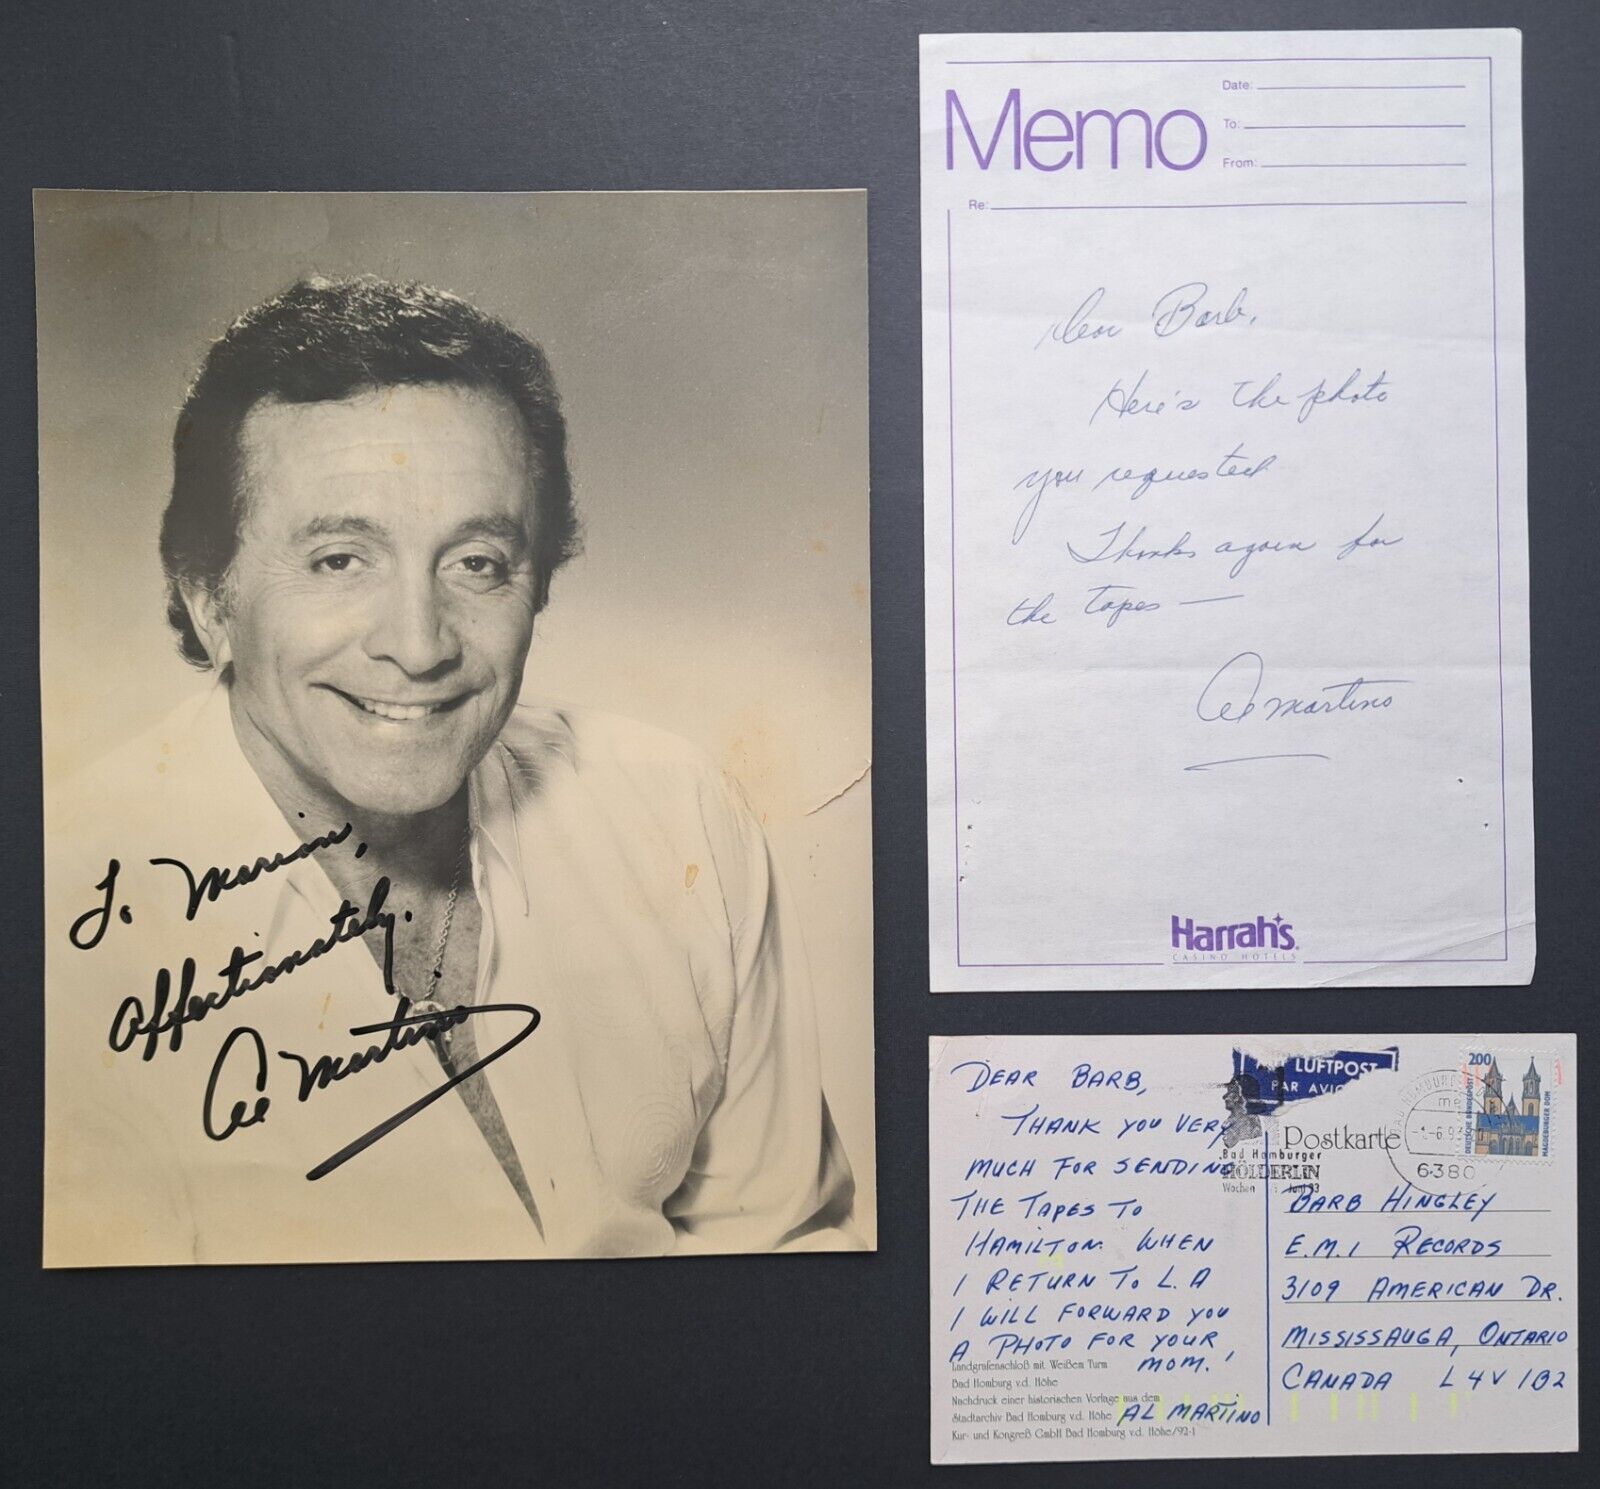 To Marion,
Affectionately.
Al Martino
Memo
Date:
To:
From:
Re:
Dear Barb,
Here's the photo
you requested
Thanks again for
the tapes —
Al Martino
Harrah's
CASINO HOTELS
DEAR BARB,
THANK YOU VERY
MUCH FOR SENDING
THE TAPES TO
HAMILTON. WHEN
I RETURN TO L.A
I WILL FORWARD YOU
A PHOTO FOR YOUR
MOM.
AL MARTINO
Landgrafenschloß mit Weißem Turm
Bad Homburg v.d. Höhe
Nachdruck einer historischen Vorlage aus dem
Stadtarchiv Bad Homburg v.d. Höhe
Kur- und Kongreß GmbH Bad Homburg v.d. Höhe/92-1
LUFTPOST
PAR AVIO
Bad Homburger
HÖLDERLIN
Wochen Juni 93
Postkarte
6380
200
DEUTSCHE BUNDESPOST
MAGDEBURGER DOM
BARB HINGLEY
E.M.I RECORDS
3109 AMERICAN DR.
MISSISSAUGA, ONTARIO
CANADA L4V 1B2